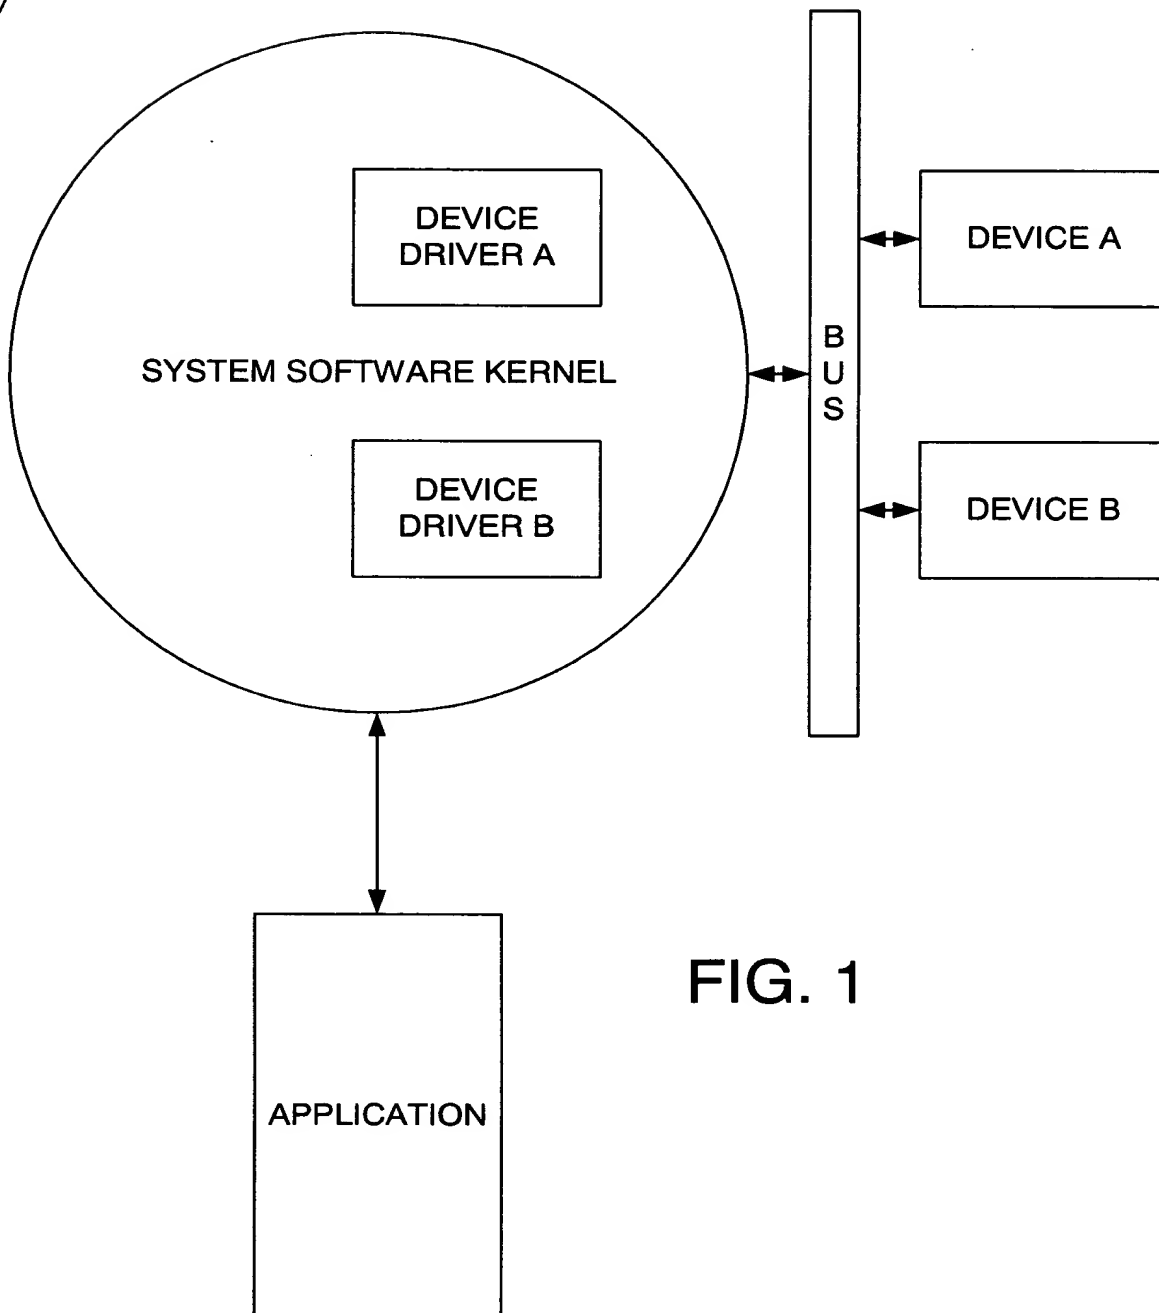 DEVICE
DRIVER A
DEVICE A
SYSTEM SOFTWARE KERNEL
B
U
S
DEVICE
DRIVER B
DEVICE B
FIG. 1
APPLICATION